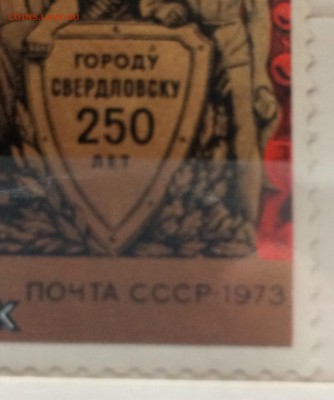 ГОРОДУ
СВЕРДЛОВСКУ
250
ЛЕТ
ПОЧТА СССР·1973
к